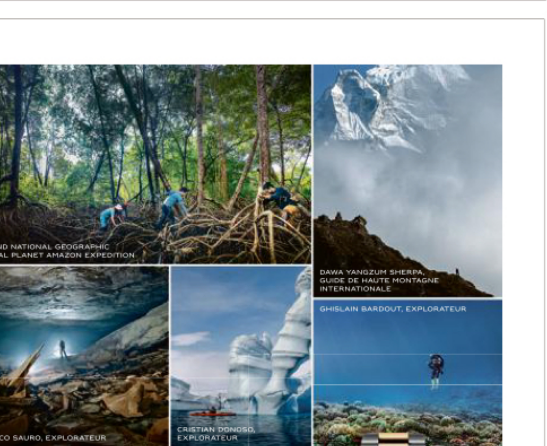 ND NATIONAL GEOGRAPHIC
AL PLANET AMAZON EXPEDITION
DAWA YANGZUM SHERPA,
GUIDE DE HAUTE MONTAGNE
INTERNATIONALE
GHISLAIN BARDOUT, EXPLORATEUR
CO SAURO, EXPLORATEUR
CRISTIAN DONOSO,
EXPLORATEUR